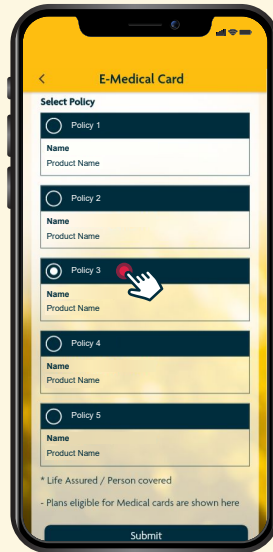 E-Medical Card
Select Policy
Policy 1
Name
Product Name
Policy 2
Name
Product Name
Policy 3
Name
Product Name
Policy 4
Name
Product Name
Policy 5
Name
Product Name
* Life Assured / Person covered
- Plans eligible for Medical cards are shown here
Submit